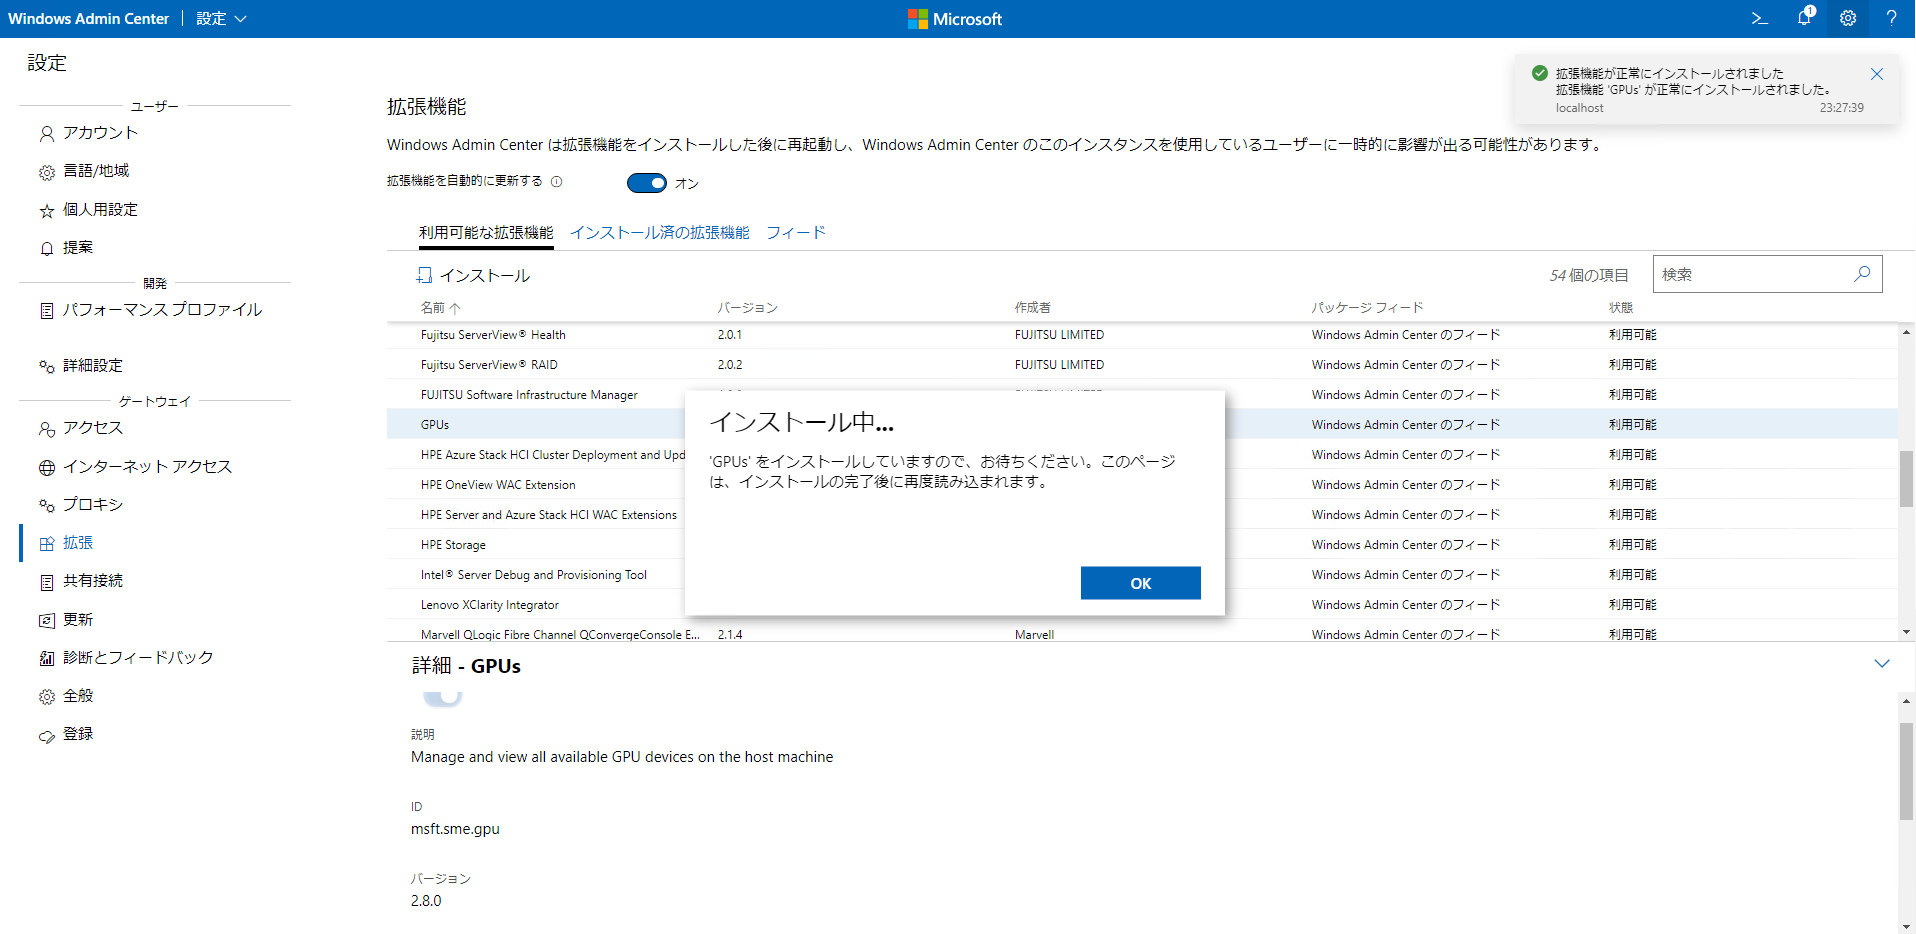 Windows Admin Center
設定
Microsoft
1
?
設定
拡張機能が正常にインストールされました
拡張機能 'GPUs' が正常にインストールされました。
localhost
23:27:39
ユーザー
アカウント
言語/地域
個人用設定
提案
開発
パフォーマンス プロファイル
詳細設定
ゲートウェイ
アクセス
インターネット アクセス
プロキシ
拡張
共有接続
更新
診断とフィードバック
全般
登録
拡張機能
Windows Admin Center は拡張機能をインストールした後に再起動し、Windows Admin Center のこのインスタンスを使用しているユーザーに一時的に影響が出る可能性があります。
拡張機能を自動的に更新する
オン
利用可能な拡張機能 インストール済の拡張機能 フィード
インストール
54 個の項目
検索
名前 バージョン 作成者 パッケージ フィード 状態
Fujitsu ServerView® Health 2.0.1 FUJITSU LIMITED Windows Admin Center のフィード 利用可能
Fujitsu ServerView® RAID 2.0.2 FUJITSU LIMITED Windows Admin Center のフィード 利用可能
FUJITSU Software Infrastructure Manager Windows Admin Center のフィード 利用可能
GPUs Windows Admin Center のフィード 利用可能
HPE Azure Stack HCI Cluster Deployment and Upd Windows Admin Center のフィード 利用可能
HPE OneView WAC Extension Windows Admin Center のフィード 利用可能
HPE Server and Azure Stack HCI WAC Extensions Windows Admin Center のフィード 利用可能
HPE Storage Windows Admin Center のフィード 利用可能
Intel® Server Debug and Provisioning Tool Windows Admin Center のフィード 利用可能
Lenovo XClarity Integrator Windows Admin Center のフィード 利用可能
Marvell QLogic Fibre Channel QConvergeConsole E... 2.1.4 Marvell Windows Admin Center のフィード 利用可能
インストール中...
'GPUs' をインストールしていますので、お待ちください。このページ
は、インストールの完了後に再度読み込まれます。
OK
詳細 - GPUs
説明
Manage and view all available GPU devices on the host machine
ID
msft.sme.gpu
バージョン
2.8.0